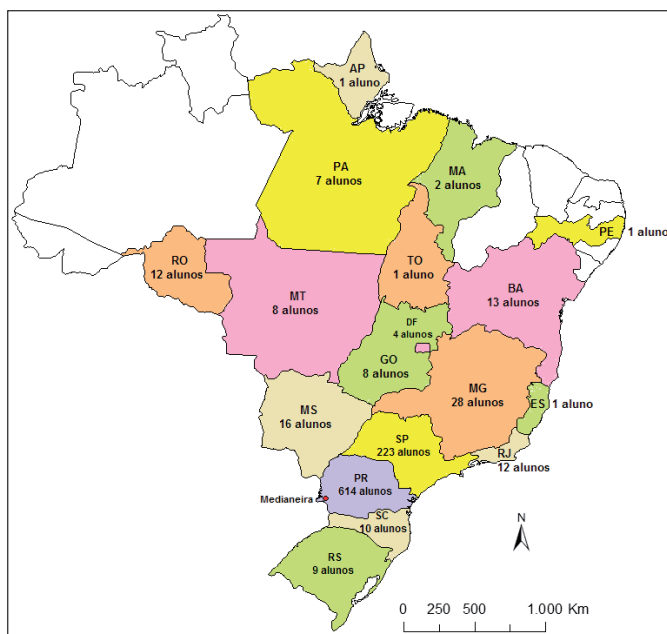 AP
1 aluno
PA
7 alunos
MA
2 alunos
PE
1 aluno
RO
12 alunos
TO
1 aluno
BA
13 alunos
MT
8 alunos
DF
4 alunos
GO
8 alunos
MG
28 alunos
ES
1 aluno
MS
16 alunos
SP
223 alunos
RJ
12 alunos
PR
614 alunos
Medianeira
SC
10 alunos
RS
9 alunos
N
0 250 500 1.000 Km